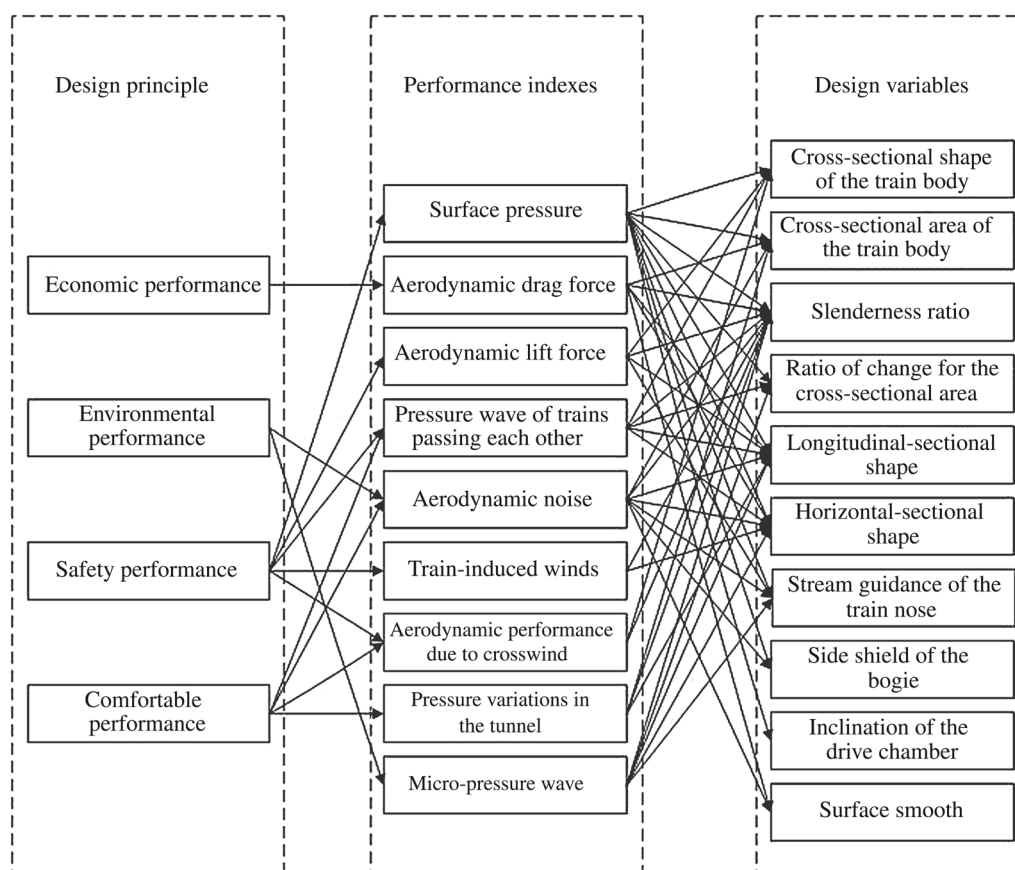 Design principle
Economic performance
Environmental
performance
Safety performance
Comfortable
performance
Performance indexes
Surface pressure
Aerodynamic drag force
Aerodynamic lift force
Pressure wave of trains
passing each other
Aerodynamic noise
Train-induced winds
Aerodynamic performance
due to crosswind
Pressure variations in
the tunnel
Micro-pressure wave
Design variables
Cross-sectional shape
of the train body
Cross-sectional area of
the train body
Slenderness ratio
Ratio of change for the
cross-sectional area
Longitudinal-sectional
shape
Horizontal-sectional
shape
Stream guidance of the
train nose
Side shield of the
bogie
Inclination of the
drive chamber
Surface smooth